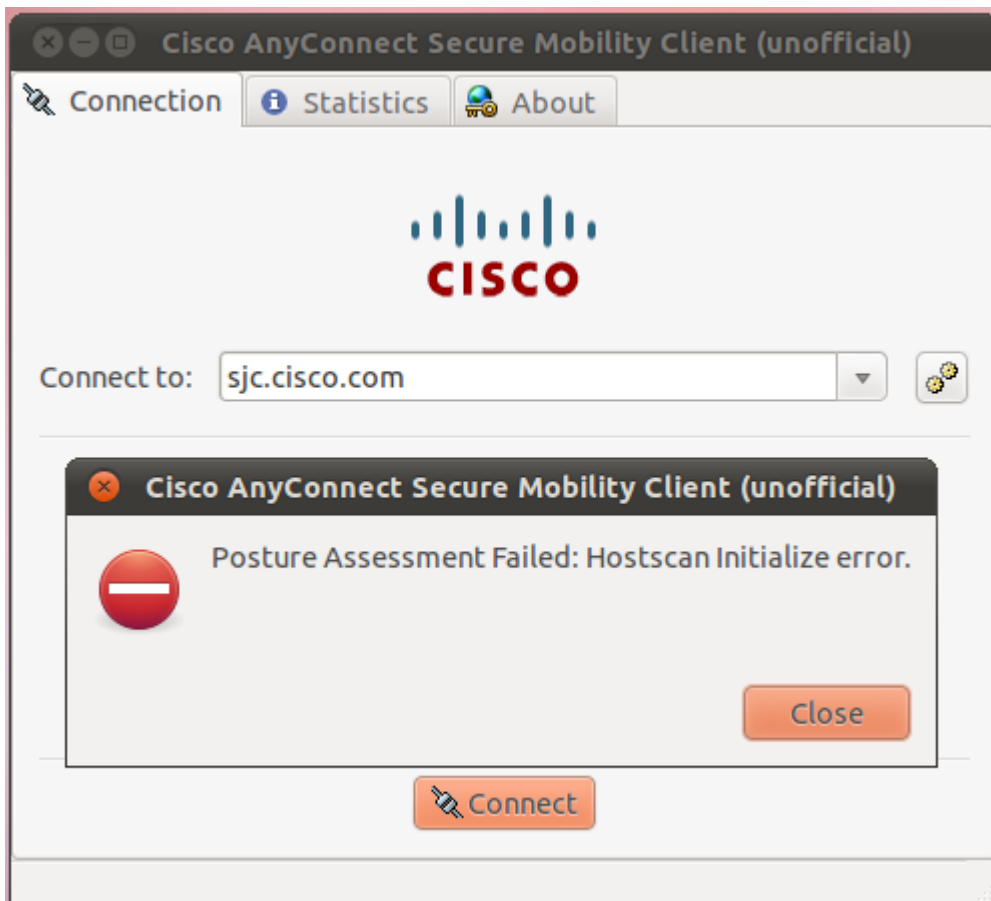 Cisco AnyConnect Secure Mobility Client (unofficial)
Connection Statistics About
CISCO
Connect to: sjc.cisco.com
Cisco AnyConnect Secure Mobility Client (unofficial)
Posture Assessment Failed: Hostscan Initialize error.
Close
Connect